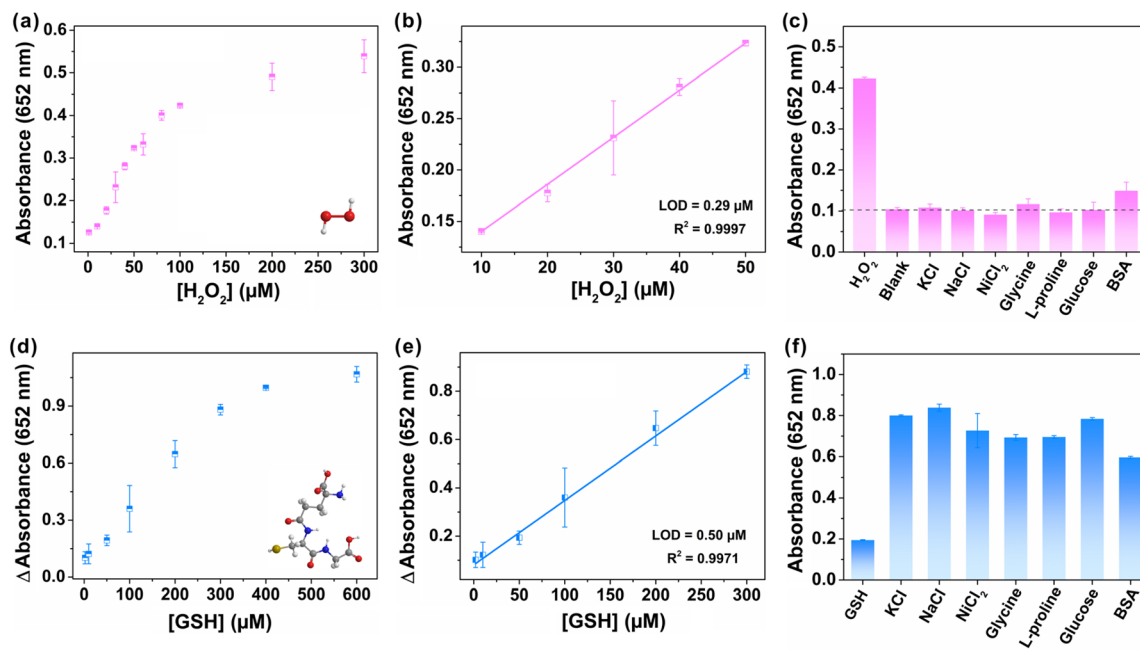 (a)
Absorbance (652 nm)
0.6
0.5
0.4
0.3
0.2
0.1
0 50 100 150 200 250 300
[H₂O₂] (μM)
(b)
Absorbance (652 nm)
0.30
0.25
0.20
0.15
10 20 30 40 50
LOD = 0.29 μM
R² = 0.9997
[H₂O₂] (μM)
(c)
Absorbance (652 nm)
0.5
0.4
0.3
0.2
0.1
0.0
H₂O₂ Blank KCl NaCl NiCl₂ Glycine L-proline Glucose BSA
(d)
Δ Absorbance (652 nm)
0.9
0.6
0.3
0.0
0 100 200 300 400 500 600
[GSH] (μM)
(e)
Δ Absorbance (652 nm)
0.8
0.6
0.4
0.2
0 50 100 150 200 250 300
LOD = 0.50 μM
R² = 0.9971
[GSH] (μM)
(f)
Absorbance (652 nm)
1.0
0.8
0.6
0.4
0.2
0.0
GSH KCl NaCl NiCl₂ Glycine L-proline Glucose BSA